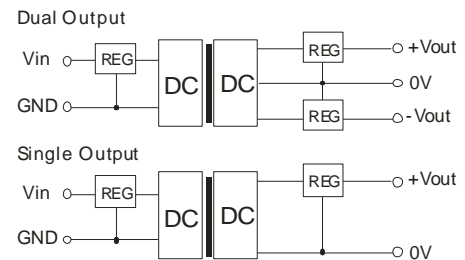 Dual Output
Vin REG DC DC REG +Vout
0V
GND REG -Vout
Single Output
Vin REG DC DC REG +Vout
GND 0V